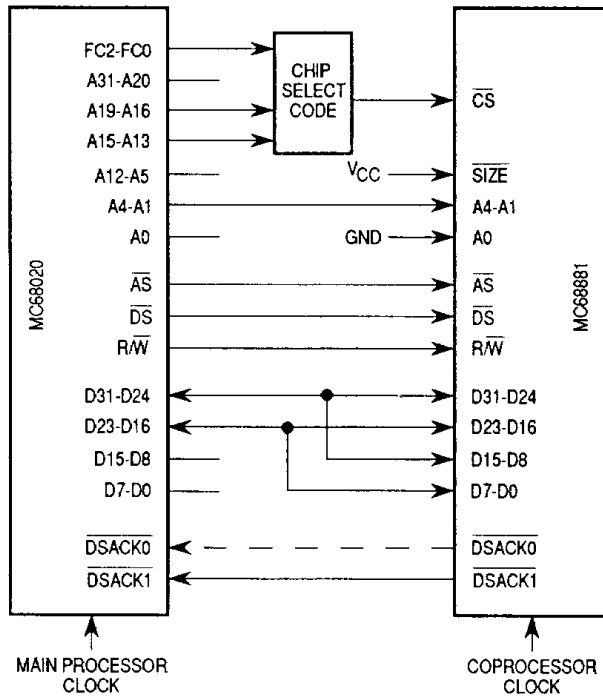 FC2-FC0
A31-A20
A19-A16
A15-A13
A12-A5
A4-A1
A0
AS
DS
R/W
D31-D24
D23-D16
D15-D8
D7-D0
DSACK0
DSACK1
MC68020
CHIP
SELECT
CODE
VCC
GND
CS
SIZE
A4-A1
A0
AS
DS
R/W
D31-D24
D23-D16
D15-D8
D7-D0
DSACK0
DSACK1
MC68881
MAIN PROCESSOR
CLOCK
COPROCESSOR
CLOCK